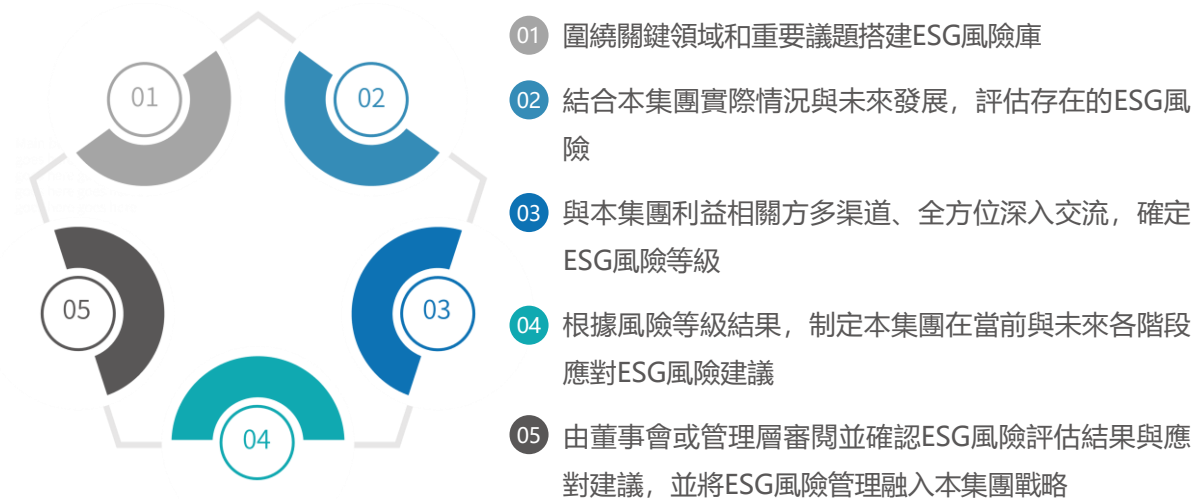 01
02
03
04
05
01 圍繞關鍵領域和重要議題搭建ESG風險庫
02 結合本集團實際情況與未來發展，評估存在的ESG風
險
03 與本集團利益相關方多渠道、全方位深入交流，確定
ESG風險等級
04 根據風險等級結果，制定本集團在當前與未來各階段
應對ESG風險建議
05 由董事會或管理層審閱並確認ESG風險評估結果與應
對建議，並將ESG風險管理融入本集團戰略